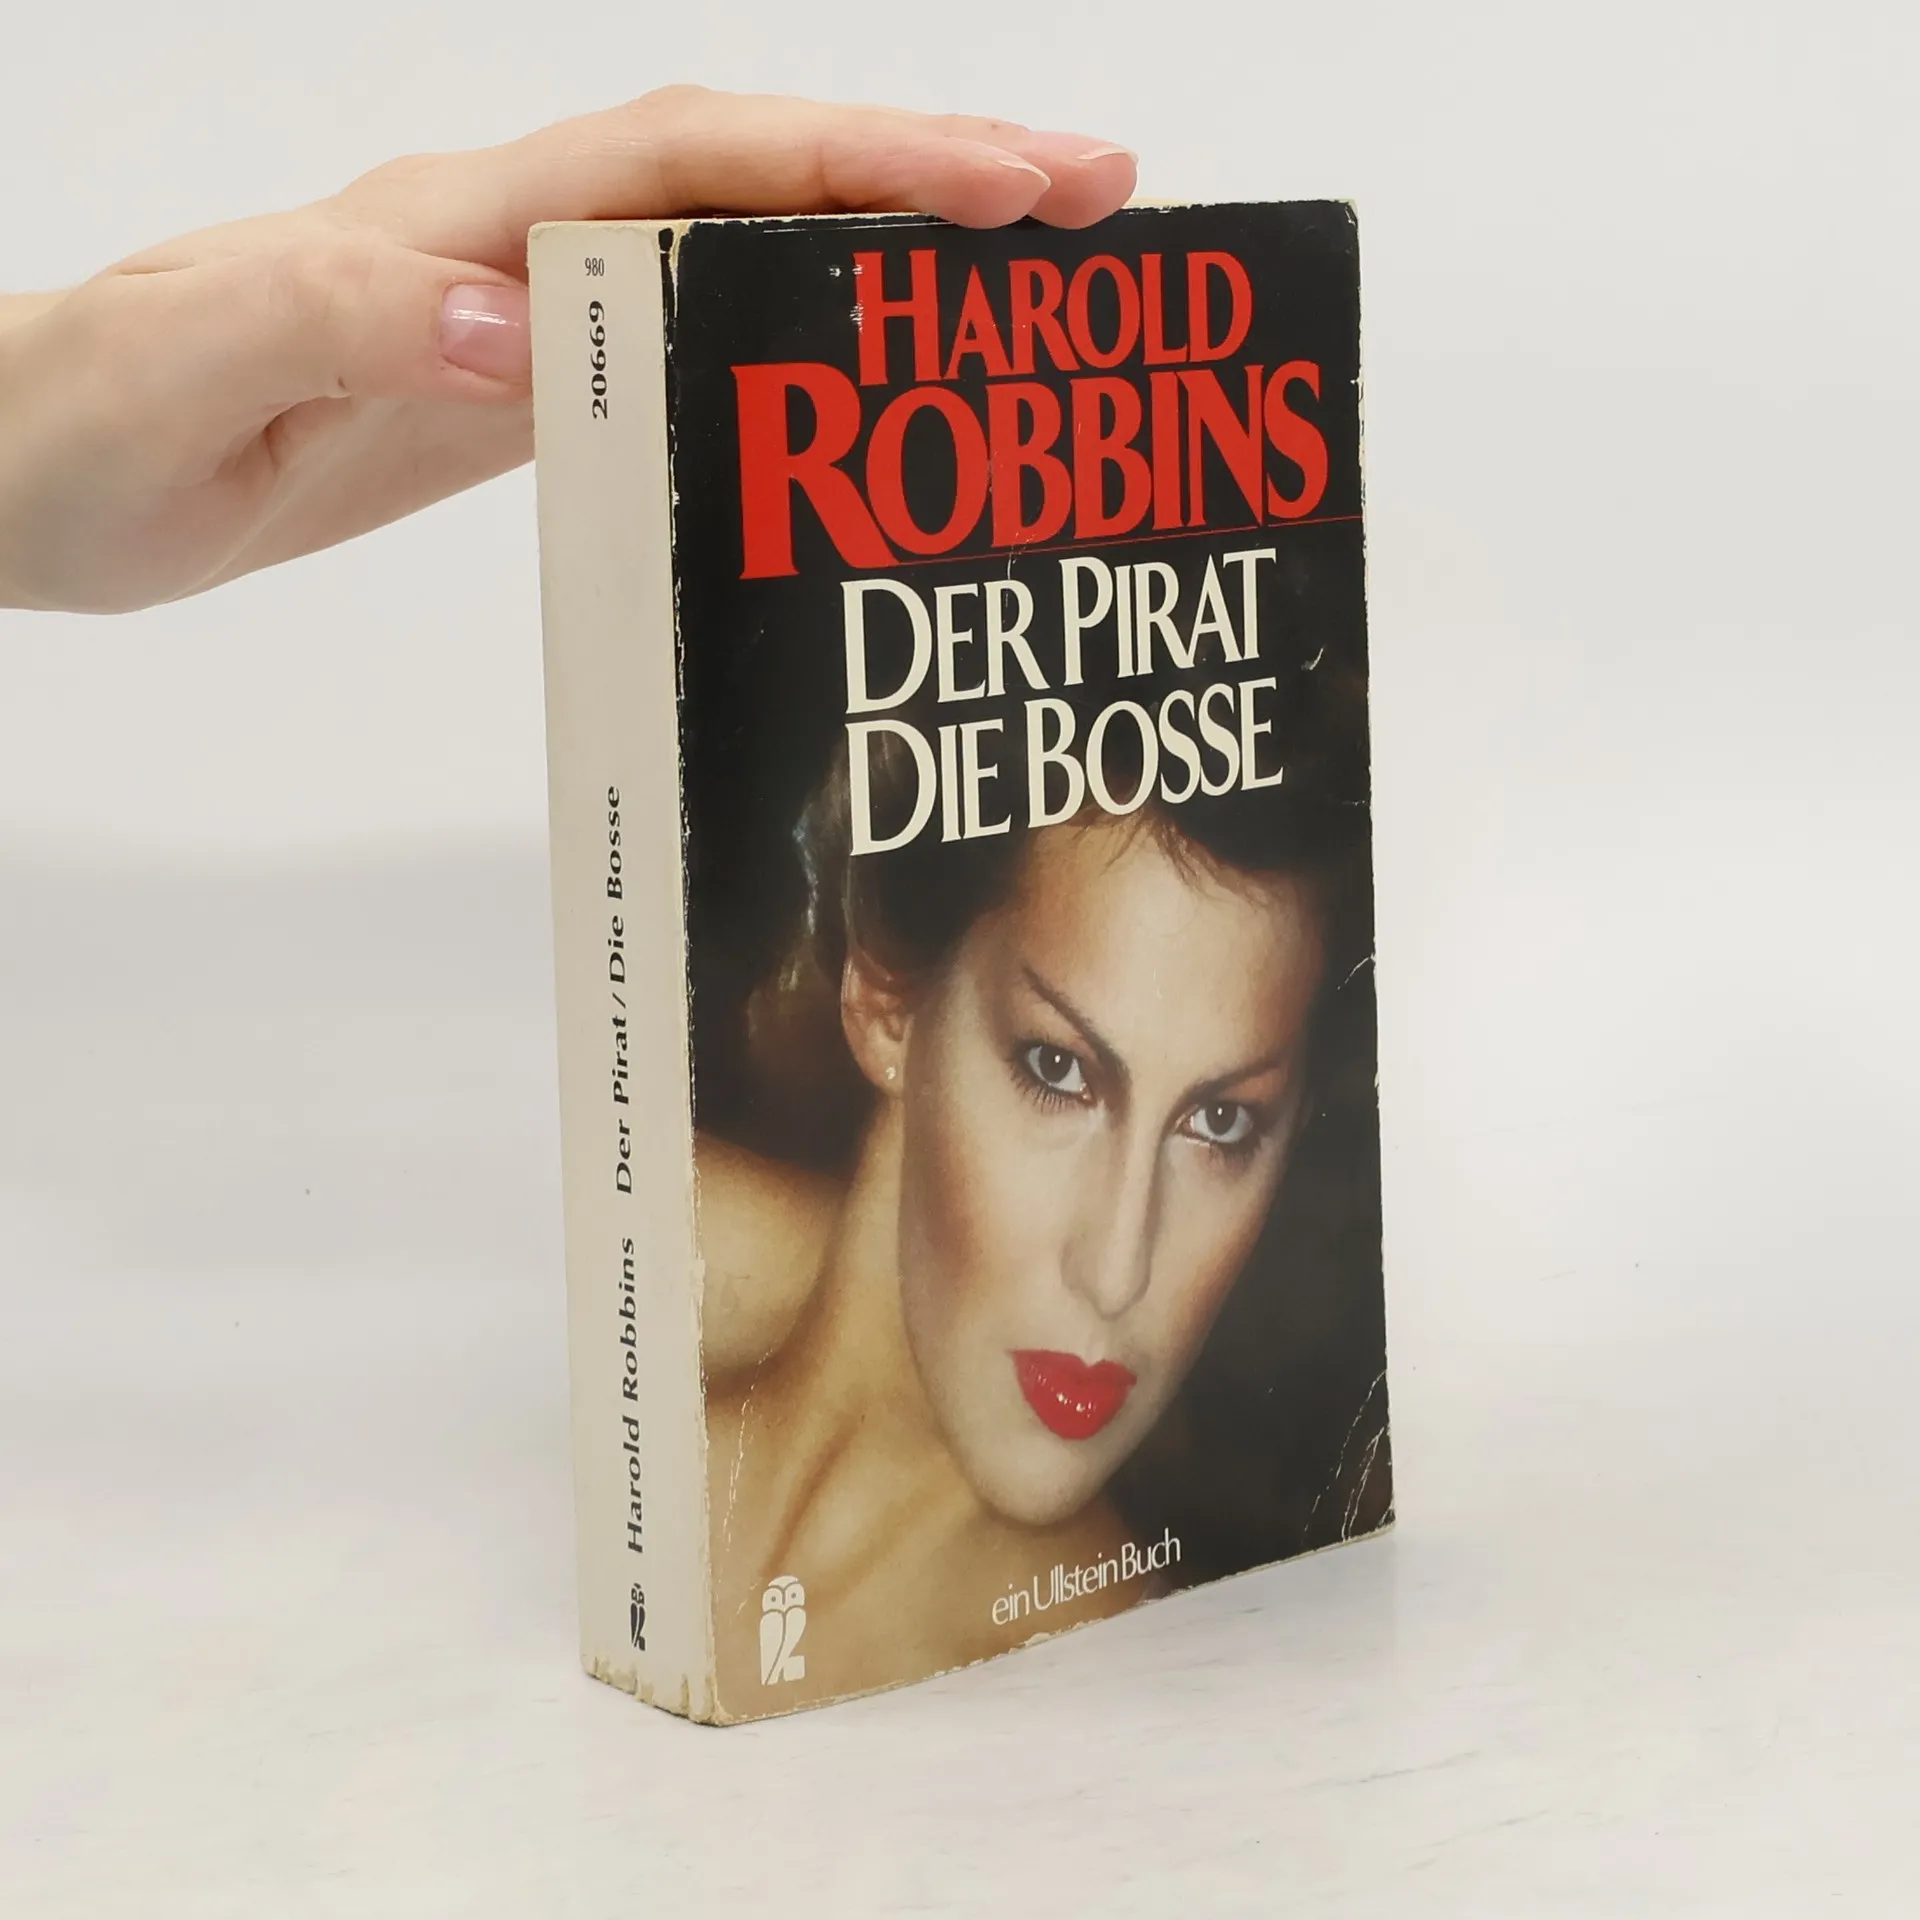 980
20669
Harold Robbins Der Pirat / Die Bosse
HAROLD
ROBBINS
DER PIRAT
DIE BOSSE
ein Ullstein Buch